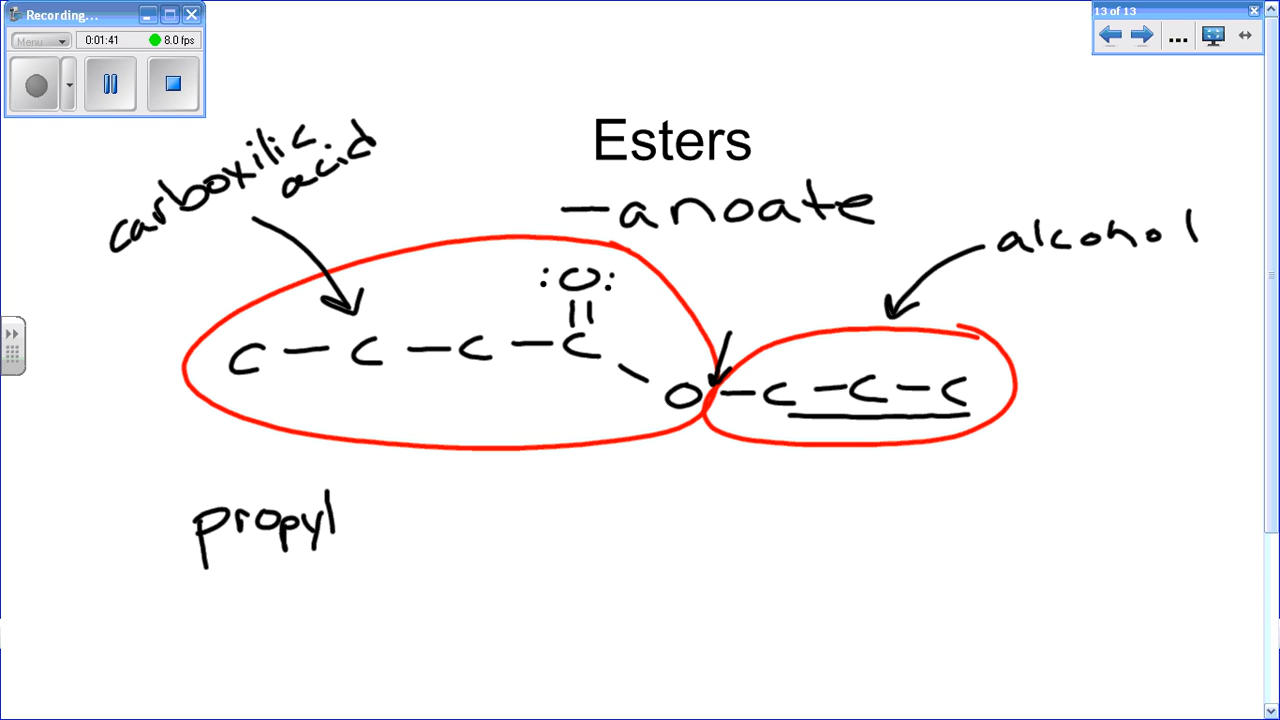 Recording...
Menu
0:01:41
8.0 fps
13 of 13
...
Esters
carboxilic
acid
—anoate
alcohol
:O:
C — C — C — C
O — C — C — C
propyl